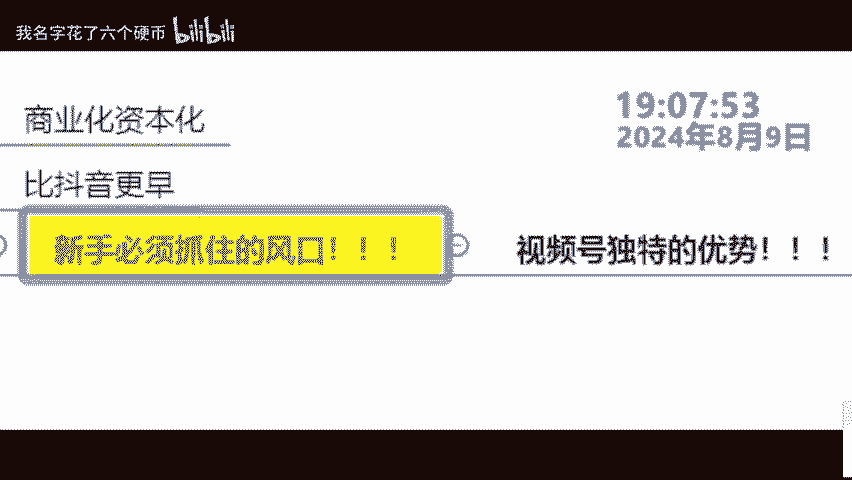 我名字花了六个硬币 bilibili
19:07:53
2024年8月9日
商业化资本化
比抖音更早
新手必须抓住的风口！！！
视频号独特的优势！！！